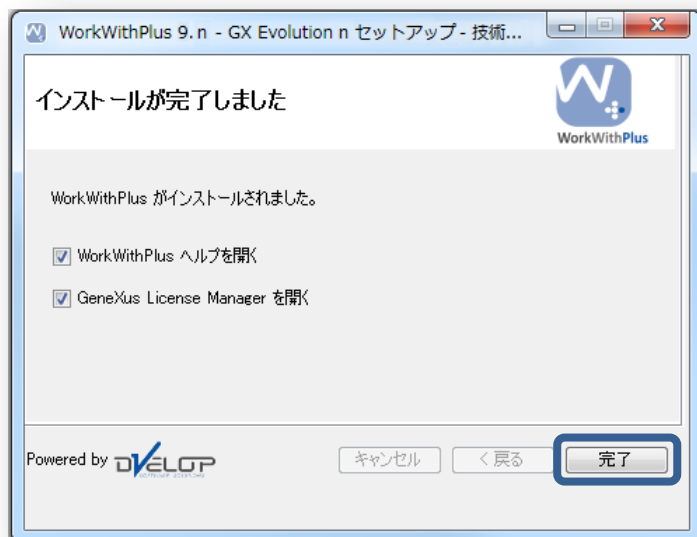 WorkWithPlus 9.n - GX Evolution n セットアップ - 技術...
インストールが完了しました
WorkWithPlus
WorkWithPlus がインストールされました。
WorkWithPlus ヘルプを開く
GeneXus License Manager を開く
Powered by DVELOP
キャンセル
< 戻る
完了